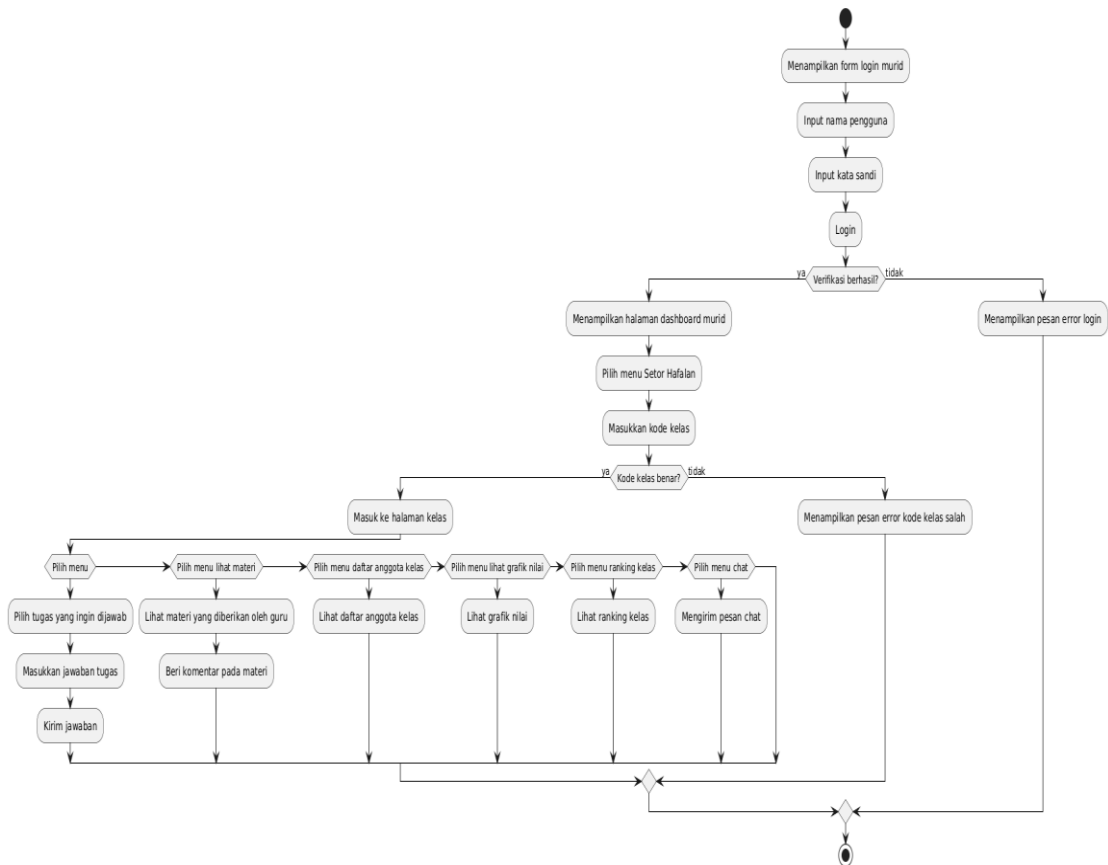 Menampilkan form login murid
Input nama pengguna
Input kata sandi
Login
ya
Verifikasi berhasil?
tidak
Menampilkan halaman dashboard murid
Menampilkan pesan error login
Pilih menu Setor Hafalan
Masukkan kode kelas
ya
Kode kelas benar?
tidak
Masuk ke halaman kelas
Menampilkan pesan error kode kelas salah
Pilih menu
Pilih menu lihat materi
Pilih menu daftar anggota kelas
Pilih menu lihat grafik nilai
Pilih menu ranking kelas
Pilih menu chat
Pilih tugas yang ingin dijawab
Lihat materi yang diberikan oleh guru
Lihat daftar anggota kelas
Lihat grafik nilai
Lihat ranking kelas
Mengirim pesan chat
Masukkan jawaban tugas
Beri komentar pada materi
Kirim jawaban